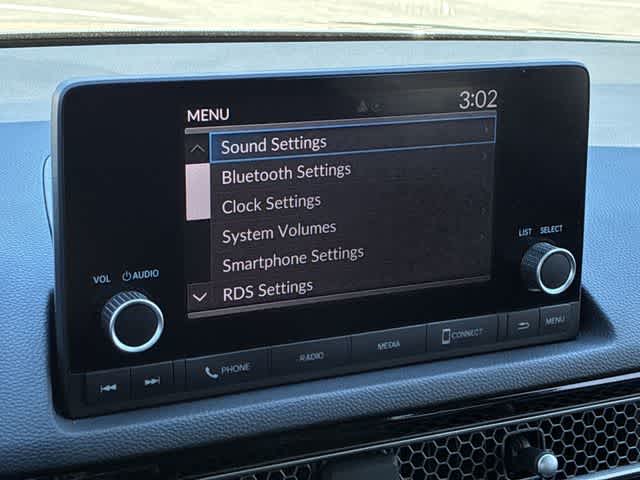 MENU 3:02
Sound Settings
Bluetooth Settings
Clock Settings
System Volumes
Smartphone Settings
RDS Settings
VOL AUDIO
LIST SELECT
PHONE RADIO MEDIA CONNECT MENU